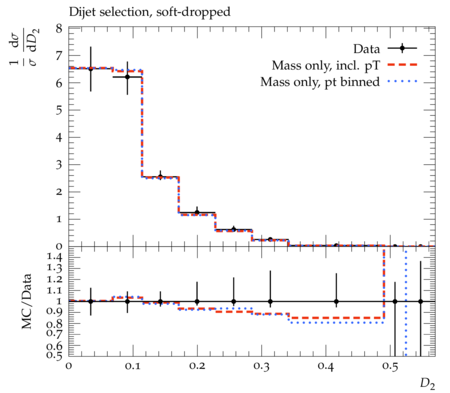 Dijet selection, soft-dropped
1/σ dσ/dD₂
Data
Mass only, incl. pT
Mass only, pt binned
8
7
6
5
4
3
2
1
0
MC/Data
1.4
1.3
1.2
1.1
1
0.9
0.8
0.7
0.6
0.5
0 0.1 0.2 0.3 0.4 0.5
D₂